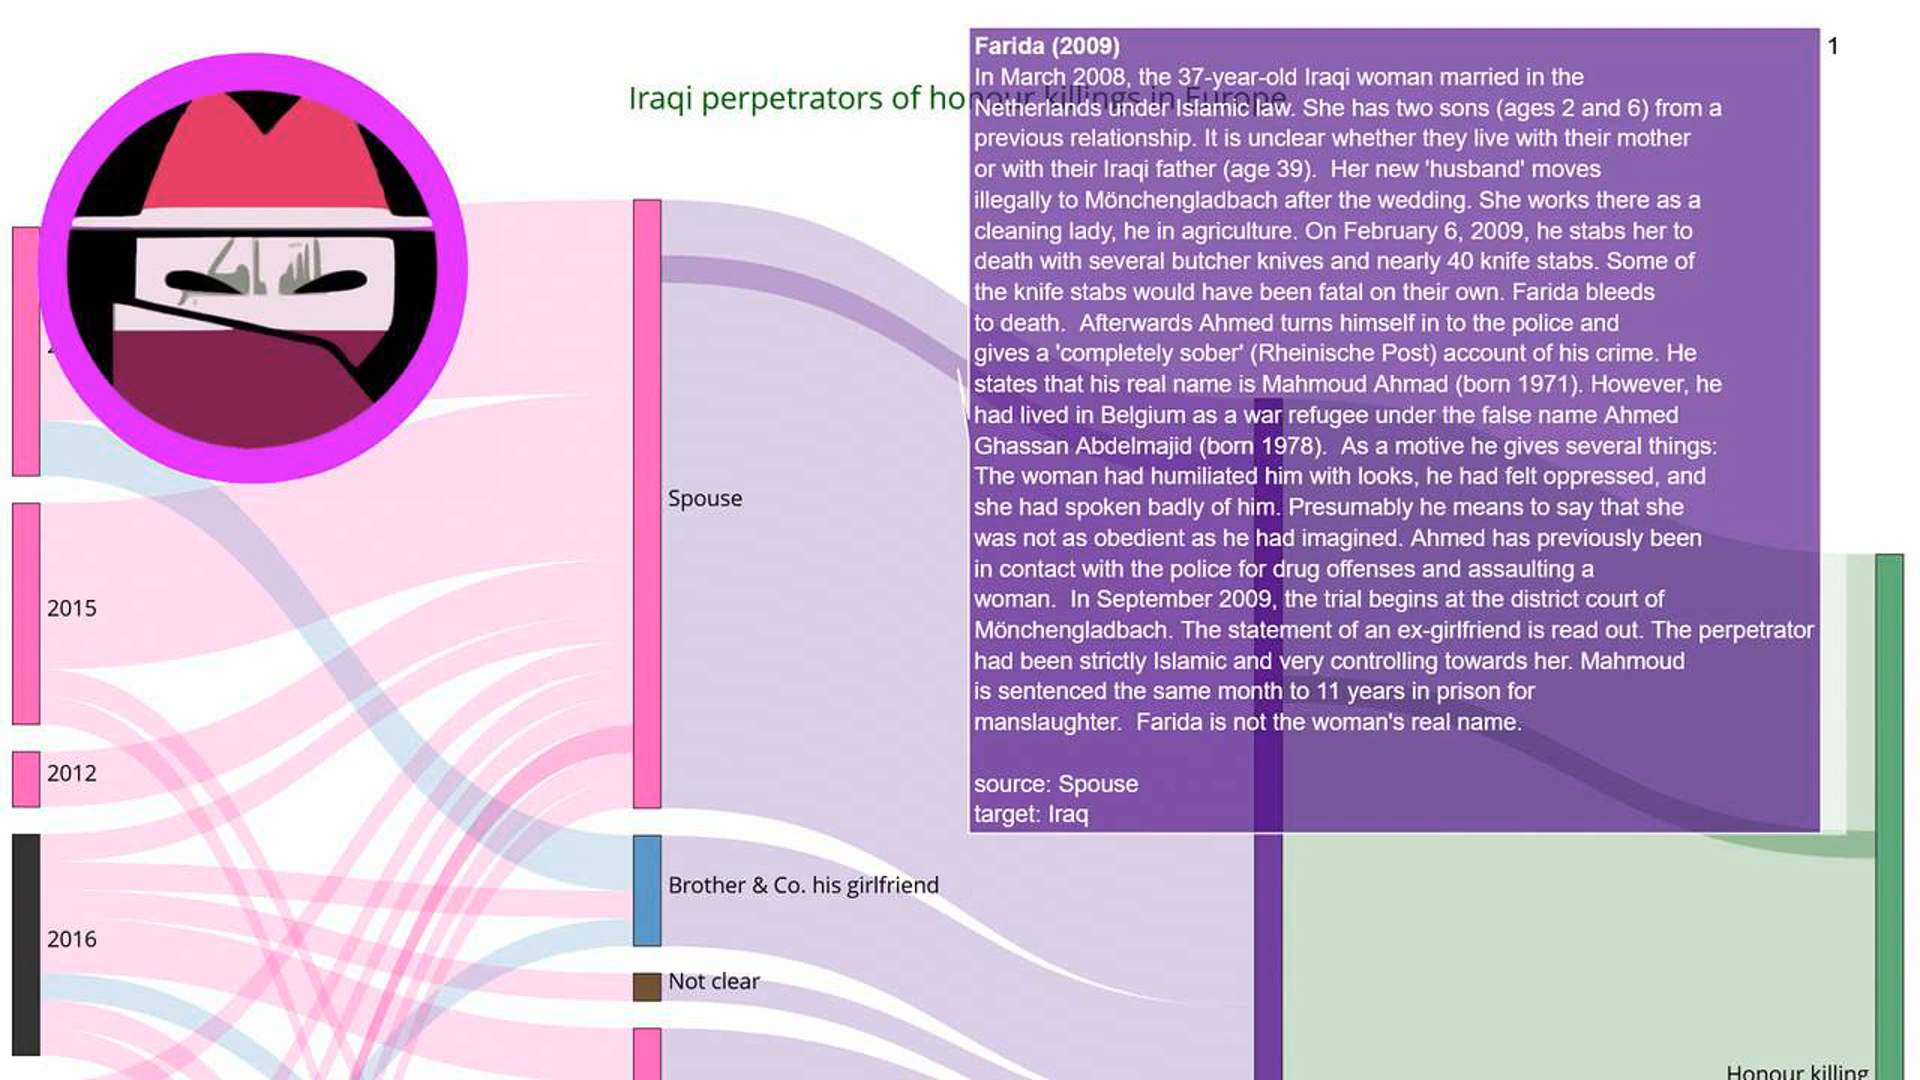 Iraqi perpetrators of honour killings in Europe
Farida (2009)
In March 2008, the 37-year-old Iraqi woman married in the
Netherlands under Islamic law. She has two sons (ages 2 and 6) from a
previous relationship. It is unclear whether they live with their mother
or with their Iraqi father (age 39).  Her new 'husband' moves
illegally to Mönchengladbach after the wedding. She works there as a
cleaning lady, he in agriculture. On February 6, 2009, he stabs her to
death with several butcher knives and nearly 40 knife stabs. Some of
the knife stabs would have been fatal on their own. Farida bleeds
to death.  Afterwards Ahmed turns himself in to the police and
gives a 'completely sober' (Rheinische Post) account of his crime. He
states that his real name is Mahmoud Ahmad (born 1971). However, he
had lived in Belgium as a war refugee under the false name Ahmed
Ghassan Abdelmajid (born 1978).  As a motive he gives several things:
The woman had humiliated him with looks, he had felt oppressed, and
she had spoken badly of him. Presumably he means to say that she
was not as obedient as he had imagined. Ahmed has previously been
in contact with the police for drug offenses and assaulting a
woman.  In September 2009, the trial begins at the district court of
Mönchengladbach. The statement of an ex-girlfriend is read out. The perpetrator
had been strictly Islamic and very controlling towards her. Mahmoud
is sentenced the same month to 11 years in prison for
manslaughter.  Farida is not the woman's real name.
source: Spouse
target: Iraq
1
2015
2012
2016
Spouse
Brother & Co. his girlfriend
Not clear
Honour killing